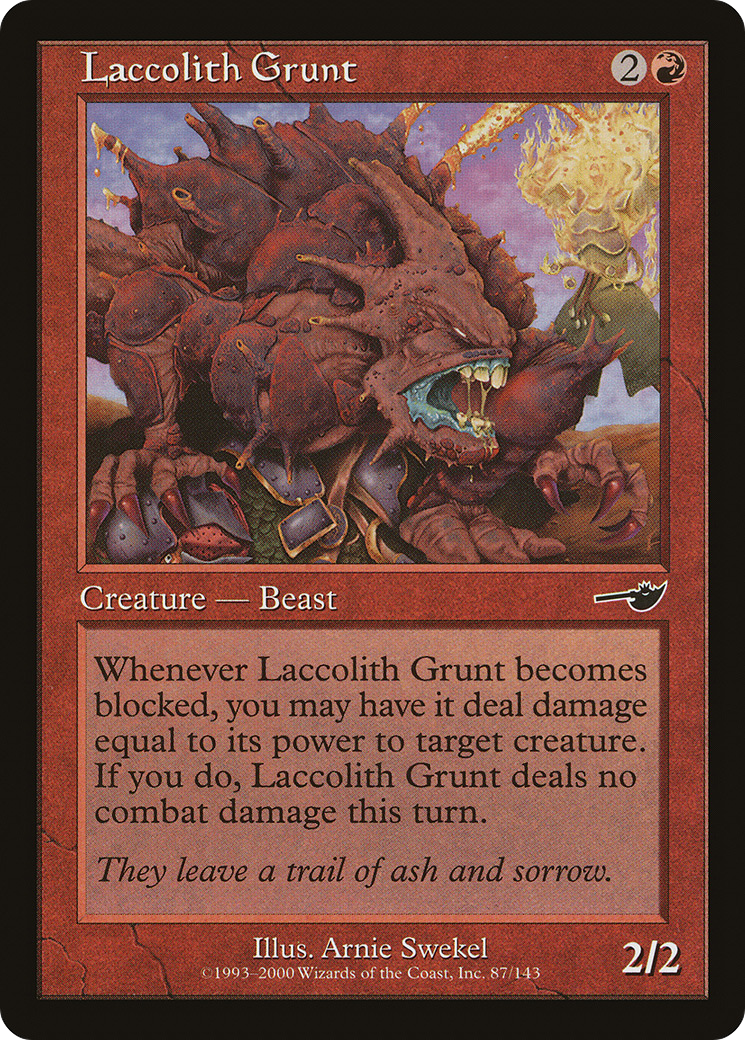 Laccolith Grunt 2
Creature — Beast
Whenever Laccolith Grunt becomes
blocked, you may have it deal damage
equal to its power to target creature.
If you do, Laccolith Grunt deals no
combat damage this turn.
They leave a trail of ash and sorrow.
Illus. Arnie Swekel
©1993–2000 Wizards of the Coast, Inc. 87/143
2/2